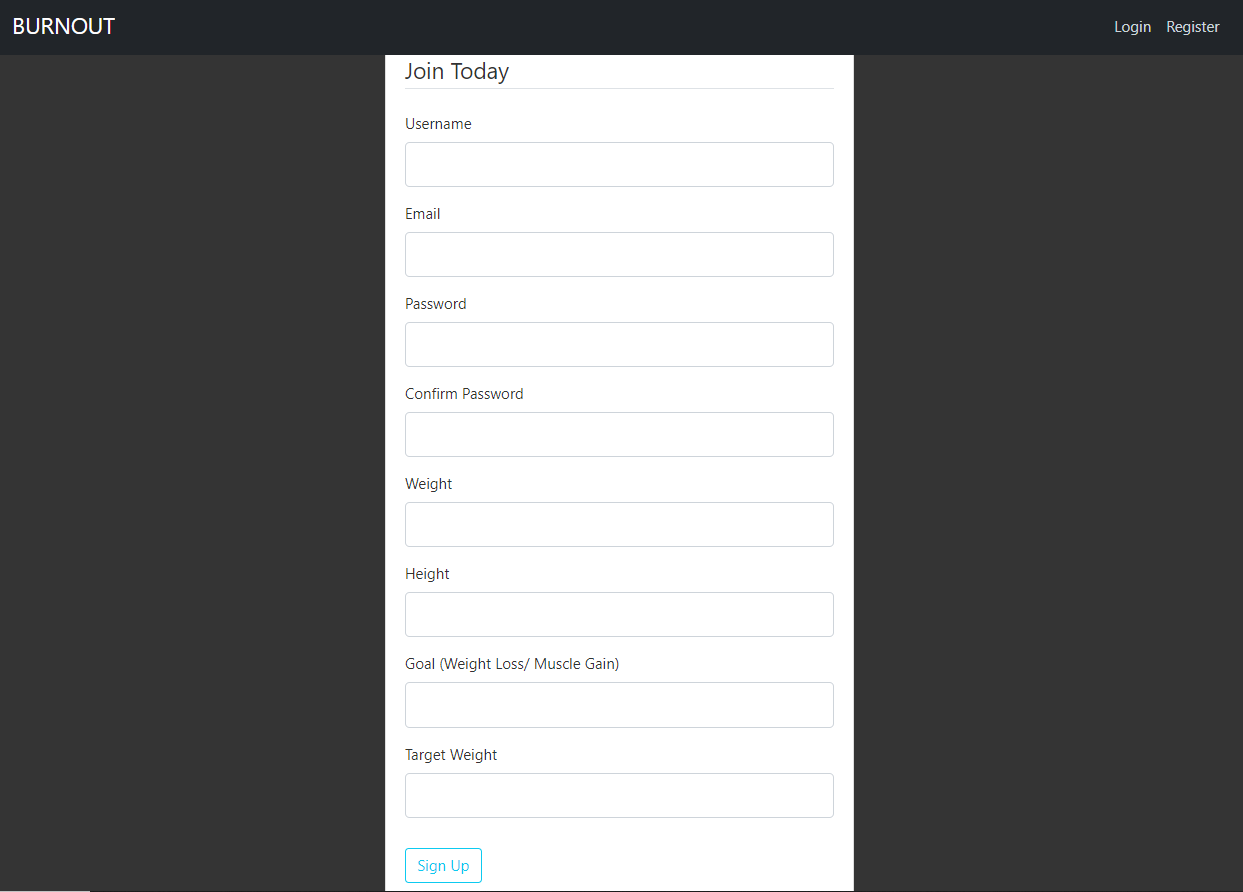 BURNOUT
Login Register
Join Today
Username
Email
Password
Confirm Password
Weight
Height
Goal (Weight Loss/ Muscle Gain)
Target Weight
Sign Up